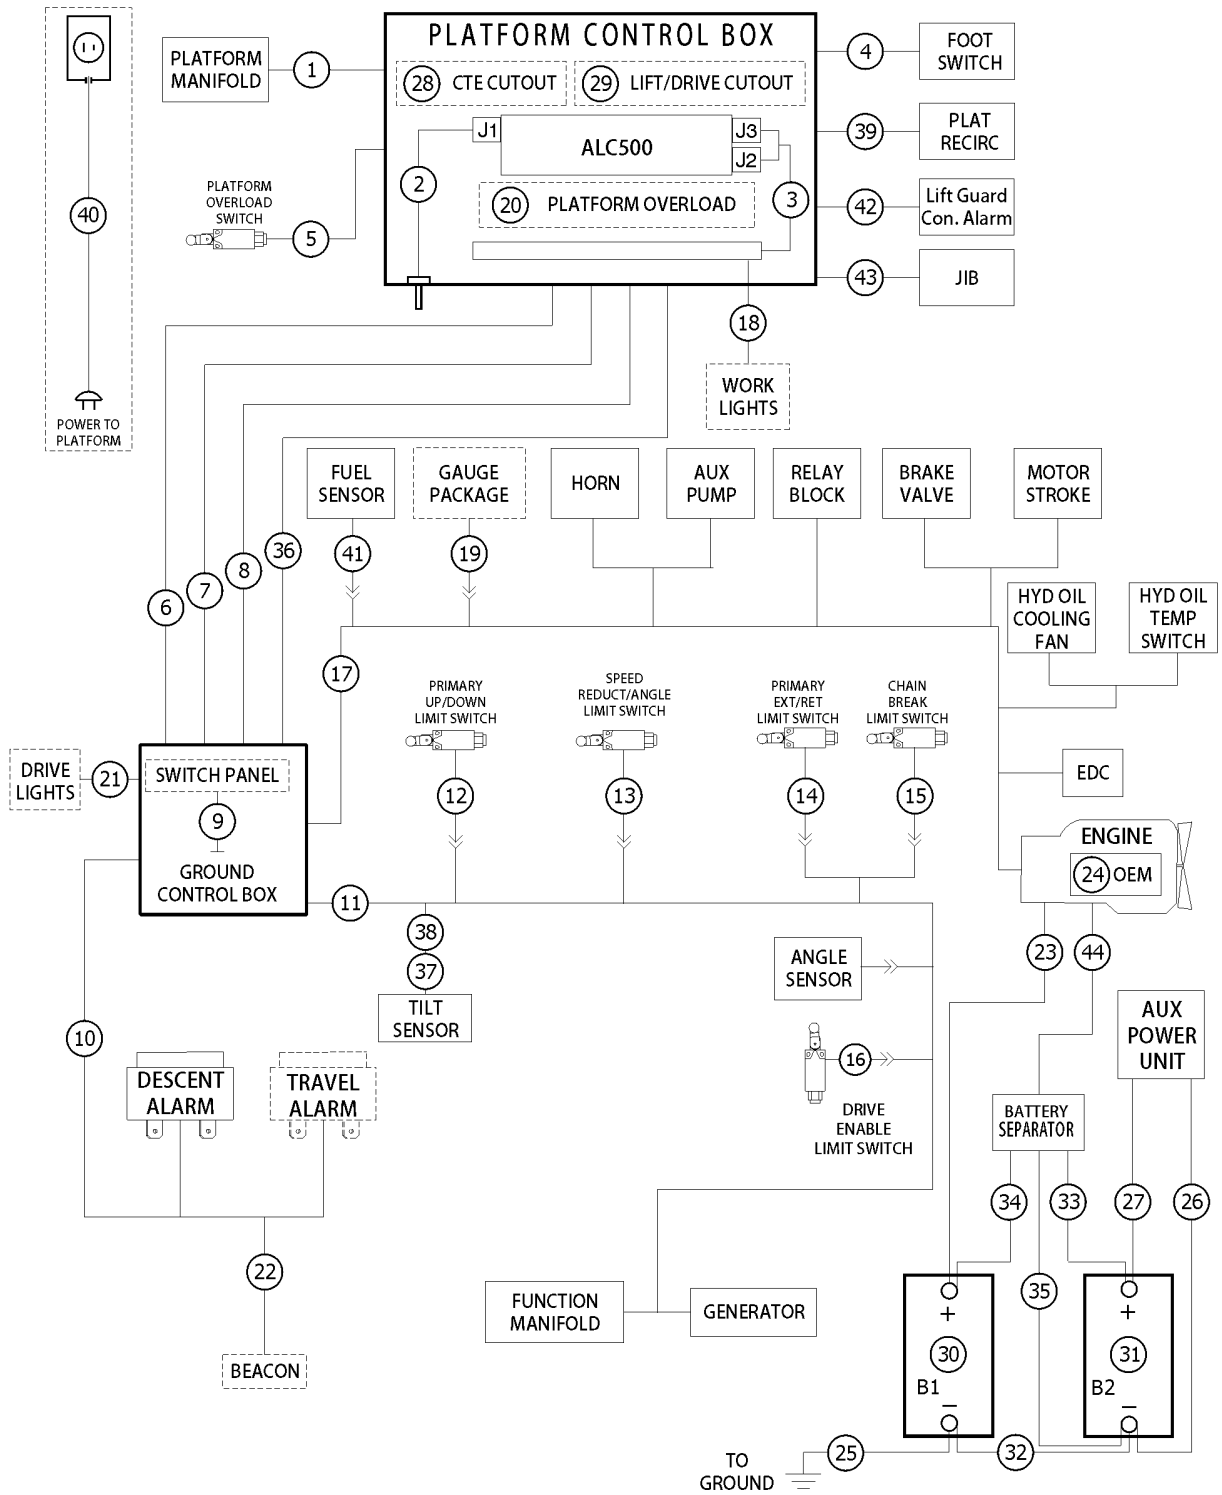 PLATFORM CONTROL BOX
PLATFORM
MANIFOLD
1
28 CTE CUTOUT
29 LIFT/DRIVE CUTOUT
4
FOOT
SWITCH
J1
ALC500
J3
J2
39
PLAT
RECIRC
40
PLATFORM
OVERLOAD
SWITCH
5
2
20 PLATFORM OVERLOAD
3
42
Lift Guard
Con. Alarm
43
JIB
18
WORK
LIGHTS
POWER TO
PLATFORM
FUEL
SENSOR
GAUGE
PACKAGE
HORN
AUX
PUMP
RELAY
BLOCK
BRAKE
VALVE
MOTOR
STROKE
6
7
8
36
41
19
HYD OIL
COOLING
FAN
HYD OIL
TEMP
SWITCH
17
PRIMARY
UP/DOWN
LIMIT SWITCH
SPEED
REDUCT/ANGLE
LIMIT SWITCH
PRIMARY
EXT/RET
LIMIT SWITCH
CHAIN
BREAK
LIMIT SWITCH
DRIVE
LIGHTS
21
SWITCH PANEL
9
GROUND
CONTROL BOX
12
13
14
15
EDC
ENGINE
24 OEM
11
38
37
TILT
SENSOR
ANGLE
SENSOR
23
44
10
DESCENT
ALARM
TRAVEL
ALARM
16
DRIVE
ENABLE
LIMIT SWITCH
AUX
POWER
UNIT
BATTERY
SEPARATOR
34
33
27
26
22
35
BEACON
FUNCTION
MANIFOLD
GENERATOR
+
30
B1
–
+
31
B2
–
25
32
TO
GROUND